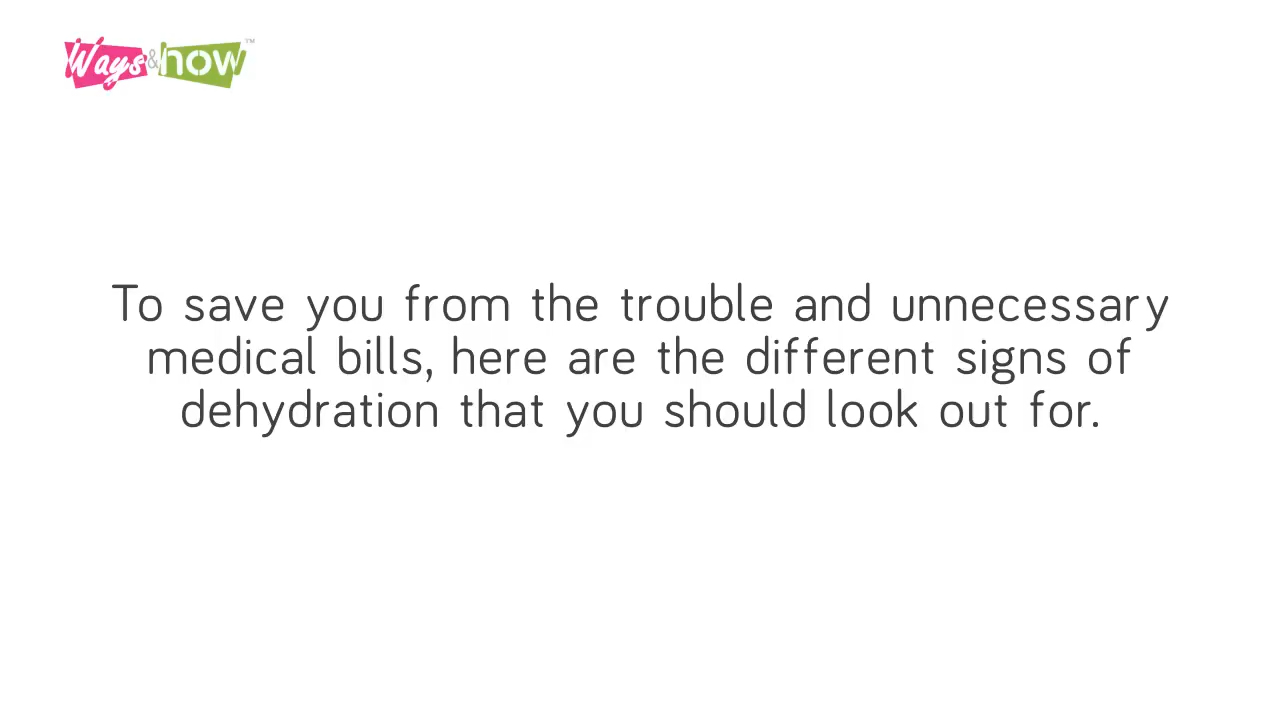 Ways&how™
To save you from the trouble and unnecessary
medical bills, here are the different signs of
dehydration that you should look out for.